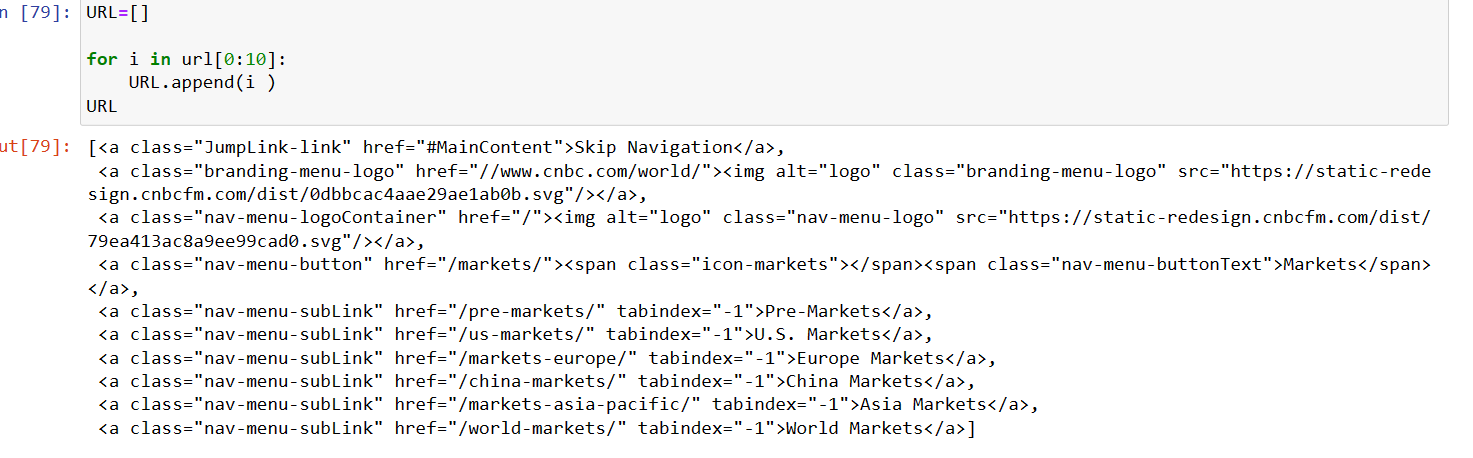 n [79]: URL=[]
for i in url[0:10]:
URL.append(i )
URL
ut[79]: [<a class="JumpLink-link" href="#MainContent">Skip Navigation</a>,
<a class="branding-menu-logo" href="//www.cnbc.com/world/"><img alt="logo" class="branding-menu-logo" src="https://static-rede
sign.cnbcfm.com/dist/0dbbcac4aae29ae1ab0b.svg"/></a>,
<a class="nav-menu-logoContainer" href="/"><img alt="logo" class="nav-menu-logo" src="https://static-redesign.cnbcfm.com/dist/
79ea413ac8a9ee99cad0.svg"/></a>,
<a class="nav-menu-button" href="/markets/"><span class="icon-markets"></span><span class="nav-menu-buttonText">Markets</span>
</a>,
<a class="nav-menu-subLink" href="/pre-markets/" tabindex="-1">Pre-Markets</a>,
<a class="nav-menu-subLink" href="/us-markets/" tabindex="-1">U.S. Markets</a>,
<a class="nav-menu-subLink" href="/markets-europe/" tabindex="-1">Europe Markets</a>,
<a class="nav-menu-subLink" href="/china-markets/" tabindex="-1">China Markets</a>,
<a class="nav-menu-subLink" href="/markets-asia-pacific/" tabindex="-1">Asia Markets</a>,
<a class="nav-menu-subLink" href="/world-markets/" tabindex="-1">World Markets</a>]